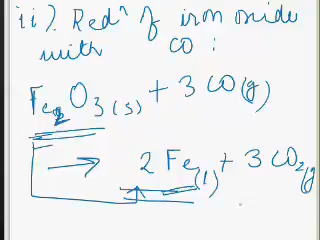 ii). Redⁿ of iron oxide
with CO :
Fe₂O₃(s) + 3 CO(g)
→ 2 Fe(l) + 3 CO₂(g